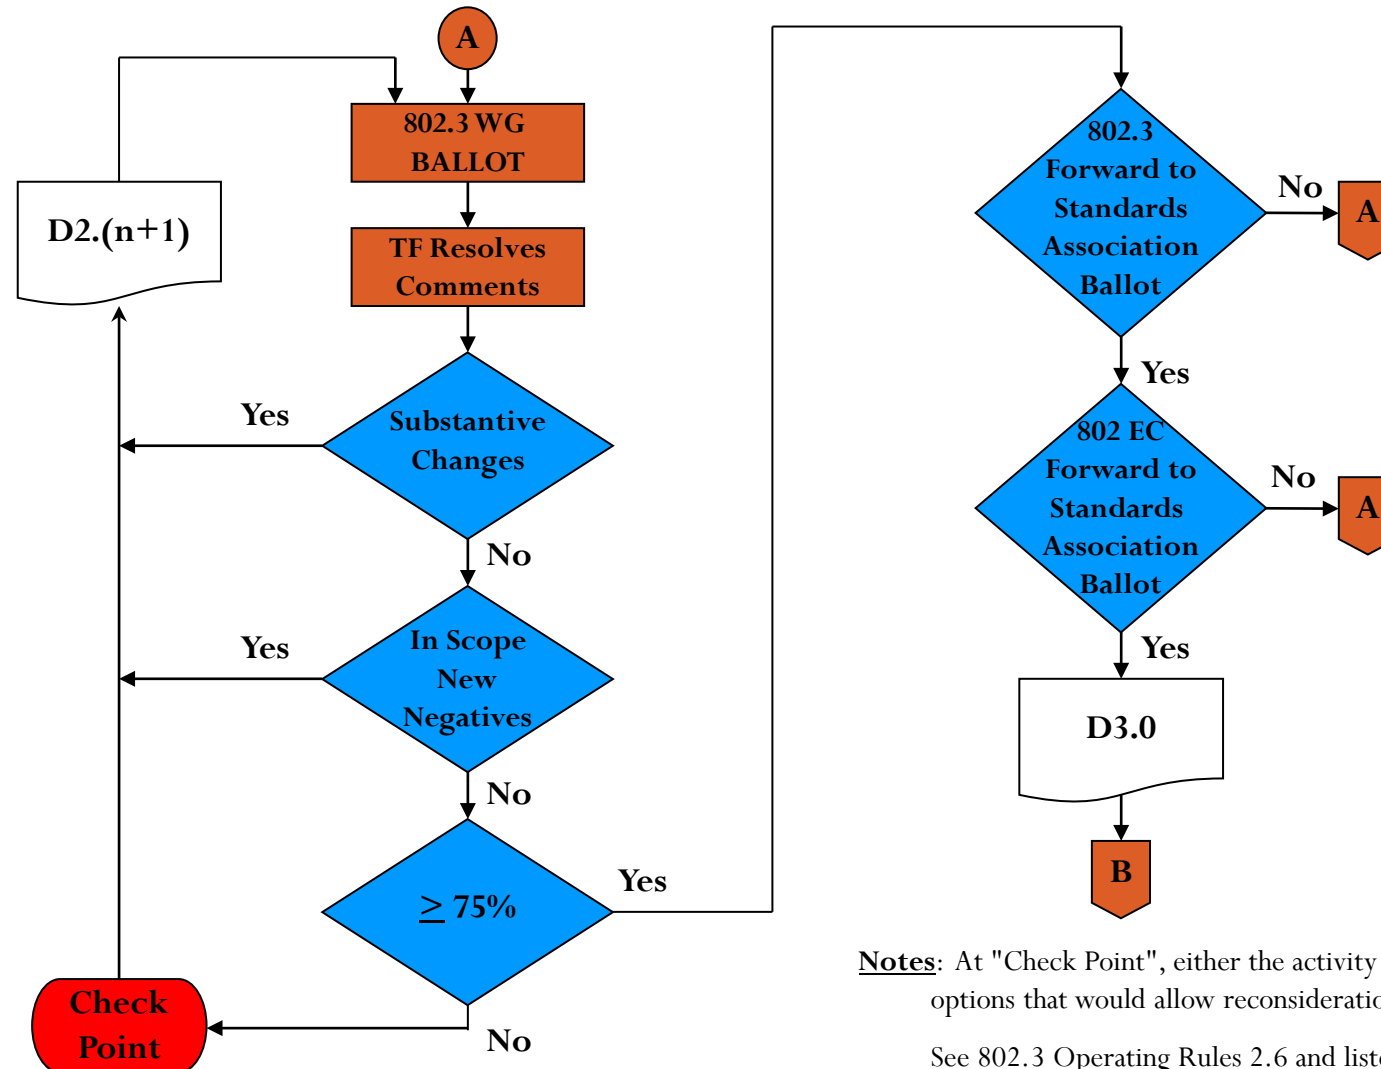 A
802.3 WG
BALLOT
D2.(n+1)
TF Resolves
Comments
Yes
Substantive
Changes
No
Yes
In Scope
New
Negatives
No
≥ 75%
Yes
Check
Point
No
802.3
Forward to
Standards
Association
Ballot
No
A
Yes
802 EC
Forward to
Standards
Association
Ballot
No
A
Yes
D3.0
B
Notes: At "Check Point", either the activity
options that would allow
See 802.3 Operating Rules 2.6 and